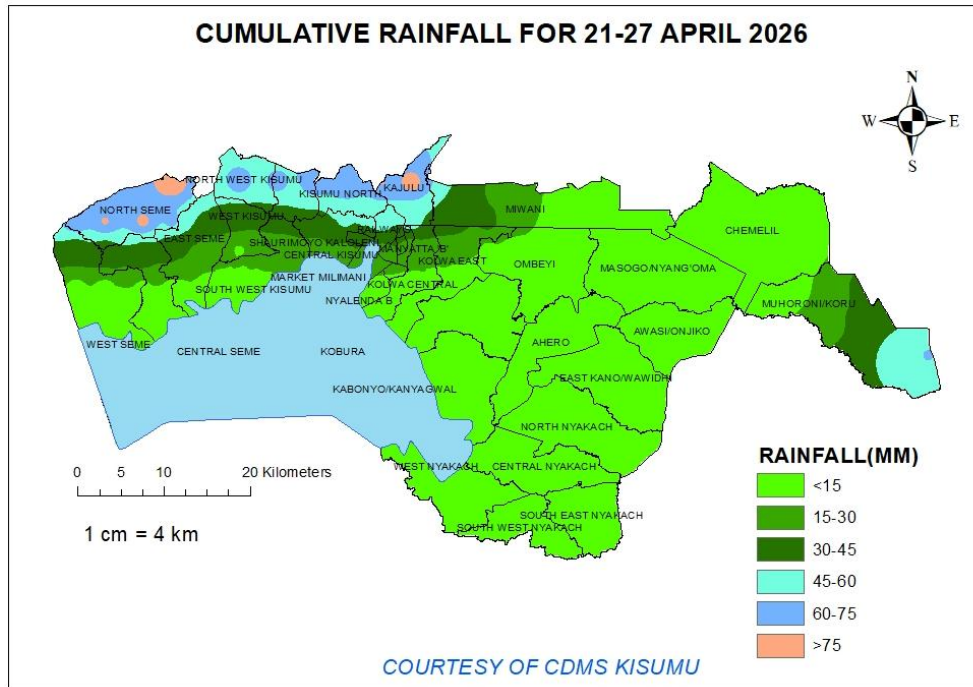 CUMULATIVE RAINFALL FOR 21-27 APRIL 2026
N
W E
S
NORTH WEST KISUMU
KISUMU NORTH
KAJULU
NORTH SEME
WEST KISUMU
MIWANI
RAILWAYS
CHEMELIL
EAST SEME
SHAURIMOYO KALOLENI
MANYATTA 'B'
CENTRAL KISUMU
KOLWA EAST
OMBEYI
MASOGO/NYANG'OMA
MARKET MILIMANI
KOLWA CENTRAL
SOUTH WEST KISUMU
NYALENDA B
MUHORONI/KORU
WEST SEME
CENTRAL SEME
KOBURA
AHERO
AWASI/ONJIKO
KABONYO/KANYAGWAL
EAST KANO/WAWIDHI
NORTH NYAKACH
WEST NYAKACH
CENTRAL NYAKACH
SOUTH EAST NYAKACH
SOUTH WEST NYAKACH
0 5 10 20 Kilometers
1 cm = 4 km
RAINFALL(MM)
<15
15-30
30-45
45-60
60-75
>75
COURTESY OF CDMS KISUMU